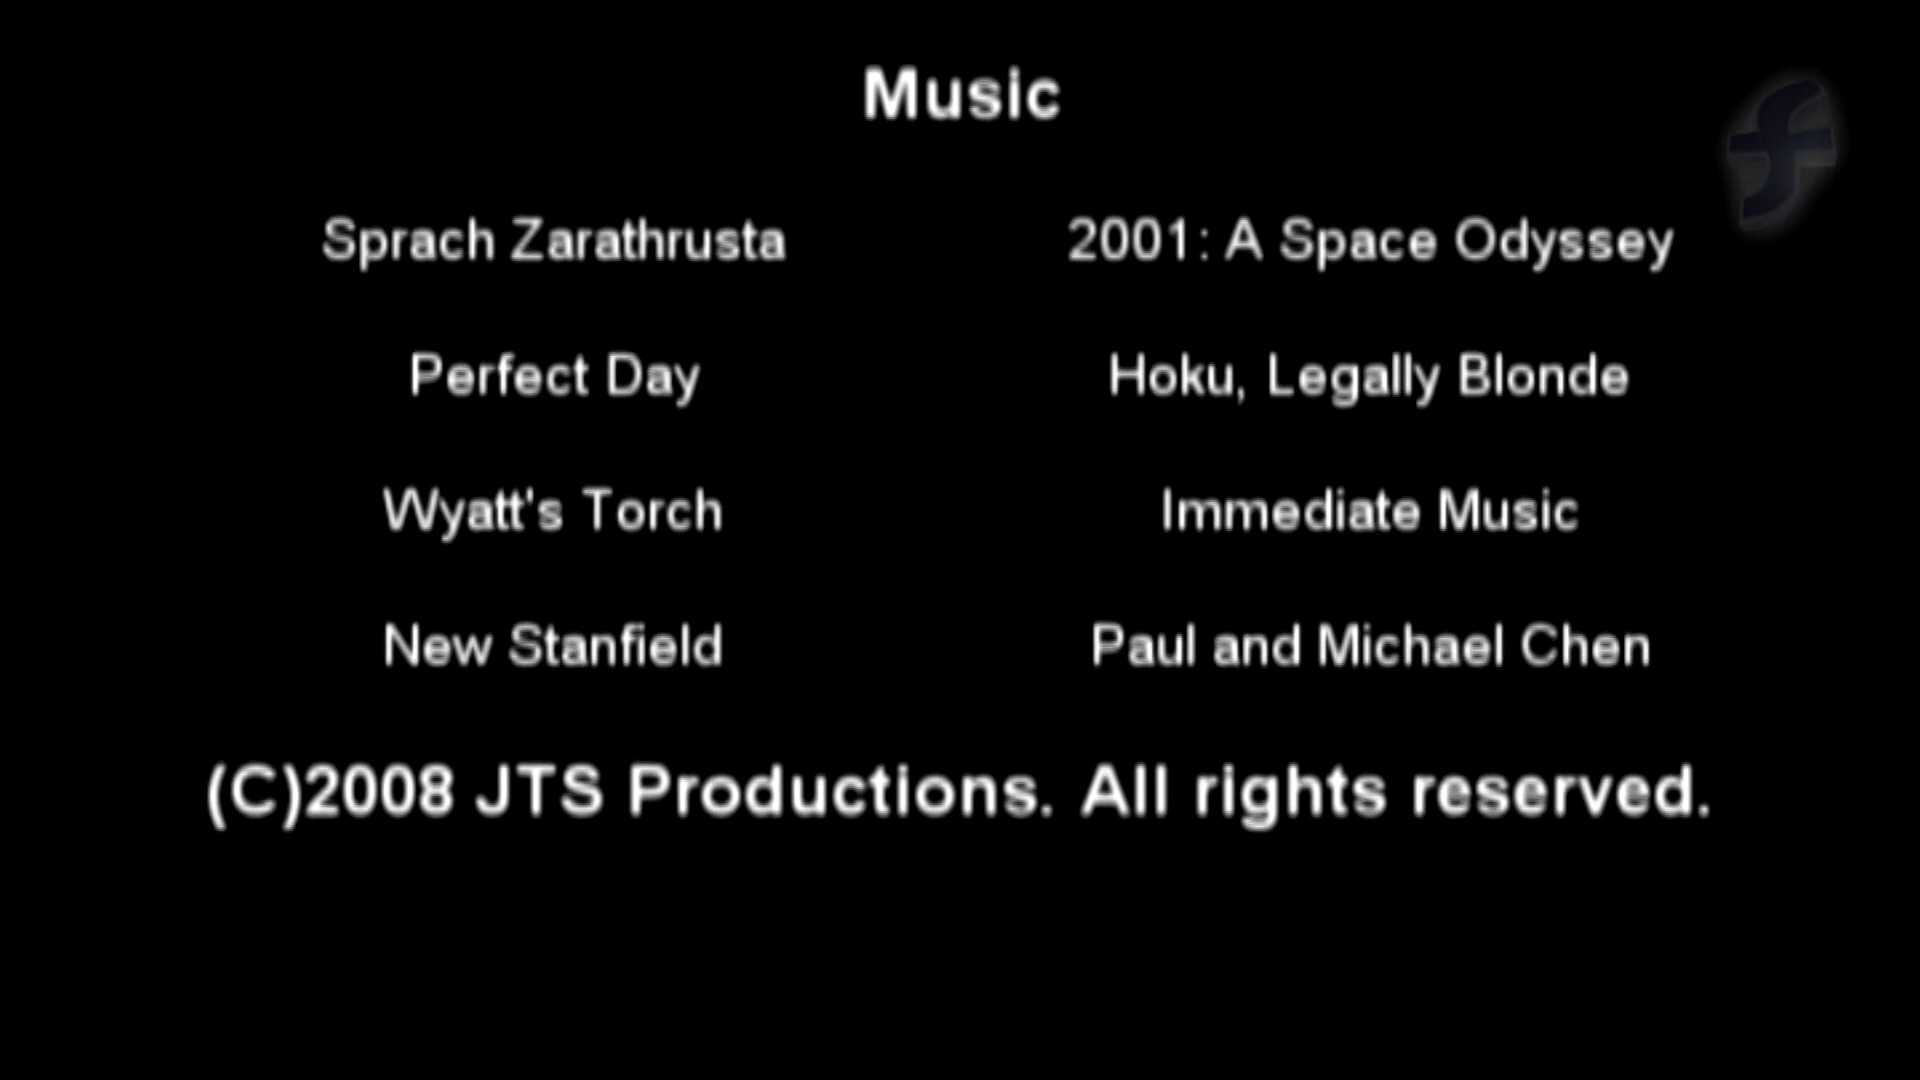 Music
Sprach Zarathrusta 2001: A Space Odyssey
Perfect Day Hoku, Legally Blonde
Wyatt's Torch Immediate Music
New Stanfield Paul and Michael Chen
(C)2008 JTS Productions. All rights reserved.
f